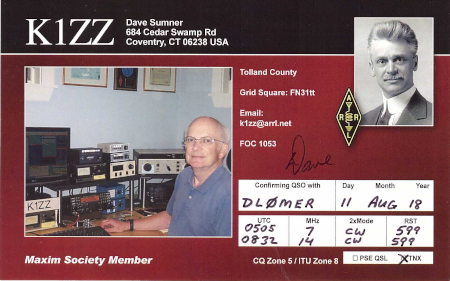 K1ZZ
Dave Sumner
684 Cedar Swamp Rd
Coventry, CT 06238 USA
Tolland County
Grid Square: FN31tt
Email:
k1zz@arrl.net
FOC 1053
A
R R
L
Dave
K1ZZ
Confirming QSO with Day Month Year
DLØMER 11 AUG 18
UTC MHz 2xMode RST
0505 7 CW 599
0832 14 CW 599
Maxim Society Member
CQ Zone 5 / ITU Zone 8
PSE QSL TNX